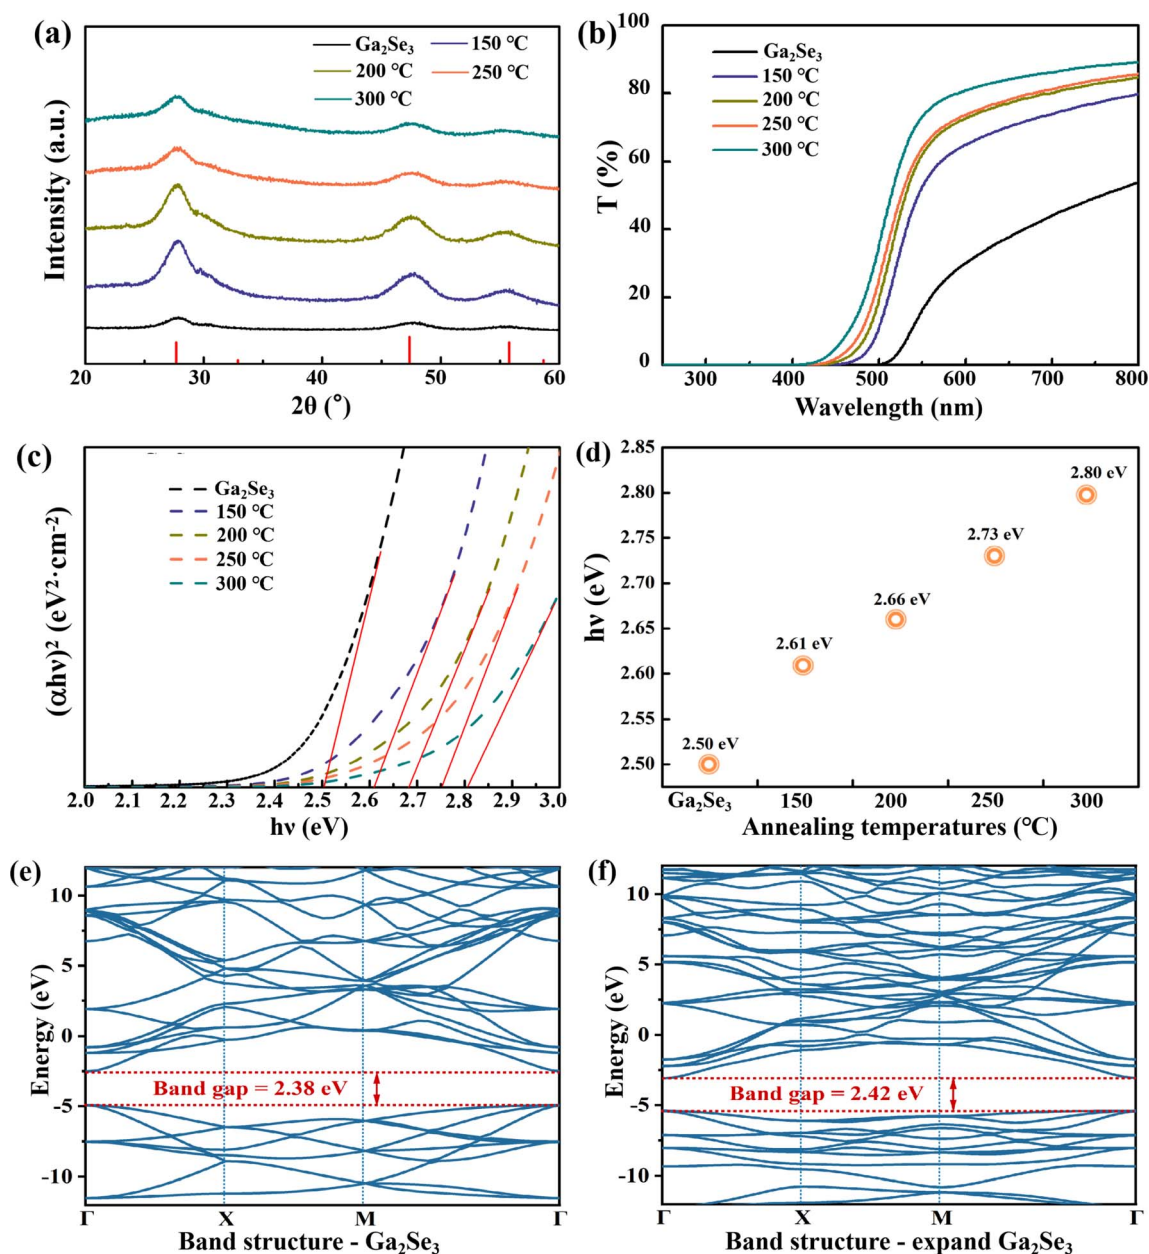 (a)
Ga₂Se₃
150 °C
200 °C
250 °C
300 °C
Intensity (a.u.)
20 30 40 50 60
2θ (°)
(b)
100
80
60
40
20
0
Ga₂Se₃
150 °C
200 °C
250 °C
300 °C
T (%)
300 400 500 600 700 800
Wavelength (nm)
(c)
Ga₂Se₃
150 °C
200 °C
250 °C
300 °C
(αhν)² (eV²·cm⁻²)
2.0 2.1 2.2 2.3 2.4 2.5 2.6 2.7 2.8 2.9 3.0
hν (eV)
(d)
2.85
2.80
2.75
2.70
2.65
2.60
2.55
2.50
hν (eV)
2.80 eV
2.73 eV
2.66 eV
2.61 eV
2.50 eV
Ga₂Se₃ 150 200 250 300
Annealing temperatures (°C)
(e)
10
5
0
-5
-10
Energy (eV)
Band gap = 2.38 eV
Γ X M Γ
Band structure - Ga₂Se₃
(f)
10
5
0
-5
-10
Energy (eV)
Band gap = 2.42 eV
Γ X M Γ
Band structure - expand Ga₂Se₃